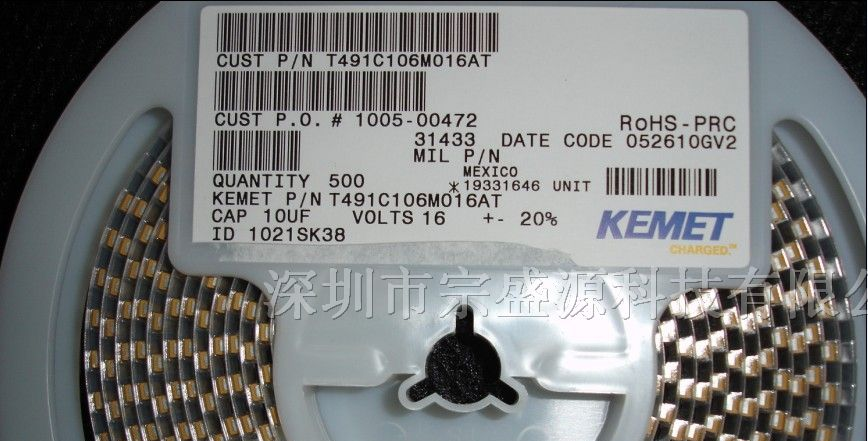 CUST P/N T491C106M016AT
CUST P.O. # 1005-00472
RoHS-PRC
31433 DATE CODE 052610GV2
MIL P/N
MEXICO
QUANTITY 500 *19331646 UNIT
KEMET P/N T491C106M016AT
CAP 10UF VOLTS 16 +- 20%
ID 1021SK38
KEMET
CHARGED.™
深圳市宗盛源科技有限公